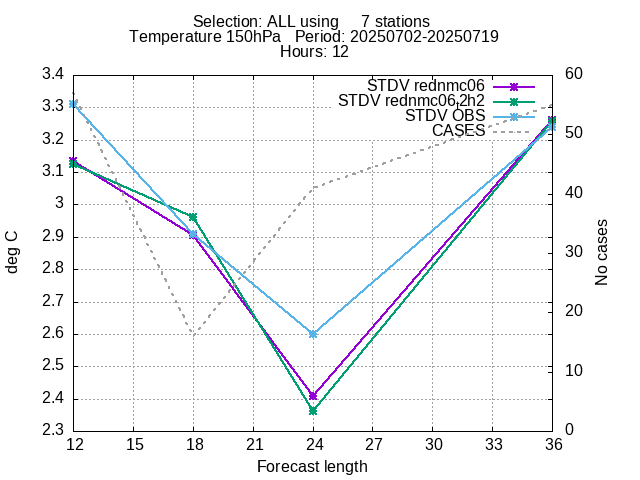 Selection: ALL using     7 stations
Temperature 150hPa   Period: 20250702-20250719
Hours: 12
STDV rednmc06
STDV rednmc06,2h2
STDV OBS
CASES
3.4
3.3
3.2
3.1
3
2.9
2.8
2.7
2.6
2.5
2.4
2.3
deg C
60
50
40
30
20
10
0
No cases
12 15 18 21 24 27 30 33 36
Forecast length